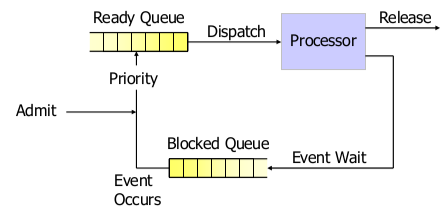 Ready Queue
Dispatch
Processor
Release
Priority
Admit
Blocked Queue
Event Wait
Event
Occurs